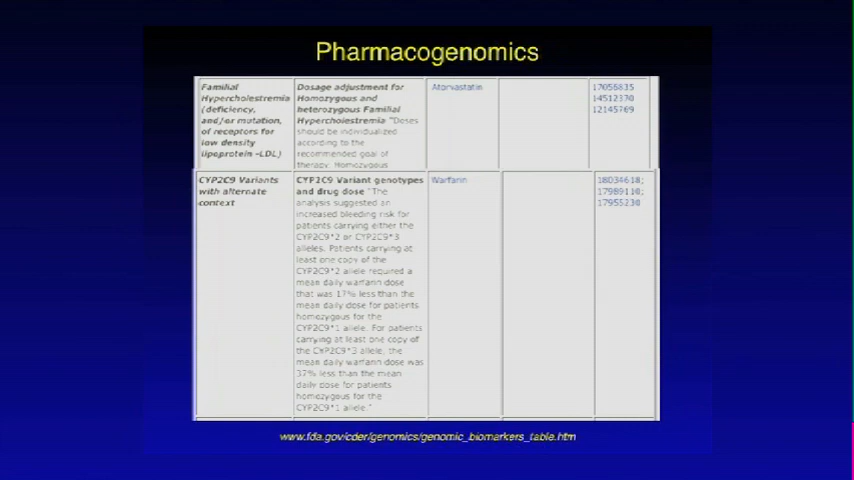 Pharmacogenomics
Familial
Hypercholestremia
(deficiency,
and/or mutation,
of receptors for
low density
lipoprotein -LDL)
Dosage adjustment for
Homozygous and
heterozygous Familial
Hypercholestremia "Doses
should be individualized
according to the
recommended goal of
therapy. Homozygous
Atorvastatin
17056835
14512370
12145769
CYP2C9 Variants
with alternate
context
CYP2C9 Variant genotypes
and drug dose "The
analysis suggested an
increased bleeding risk for
patients carrying either the
CYP2C9*2 or CYP2C9*3
alleles. Patients carrying at
least one copy of the
CYP2C9*2 allele required a
mean daily warfarin dose
that was 17% less than the
mean daily dose for patients
homozygous for the
CYP2C9*1 allele. For patients
carrying at least one copy of
the CYP2C9*3 allele, the
mean daily warfarin dose was
37% less than the mean
daily dose for patients
homozygous for the
CYP2C9*1 allele."
Warfarin
18034618;
17989110;
17955230
www.fda.gov/cder/genomics/genomic_biomarkers_table.htm